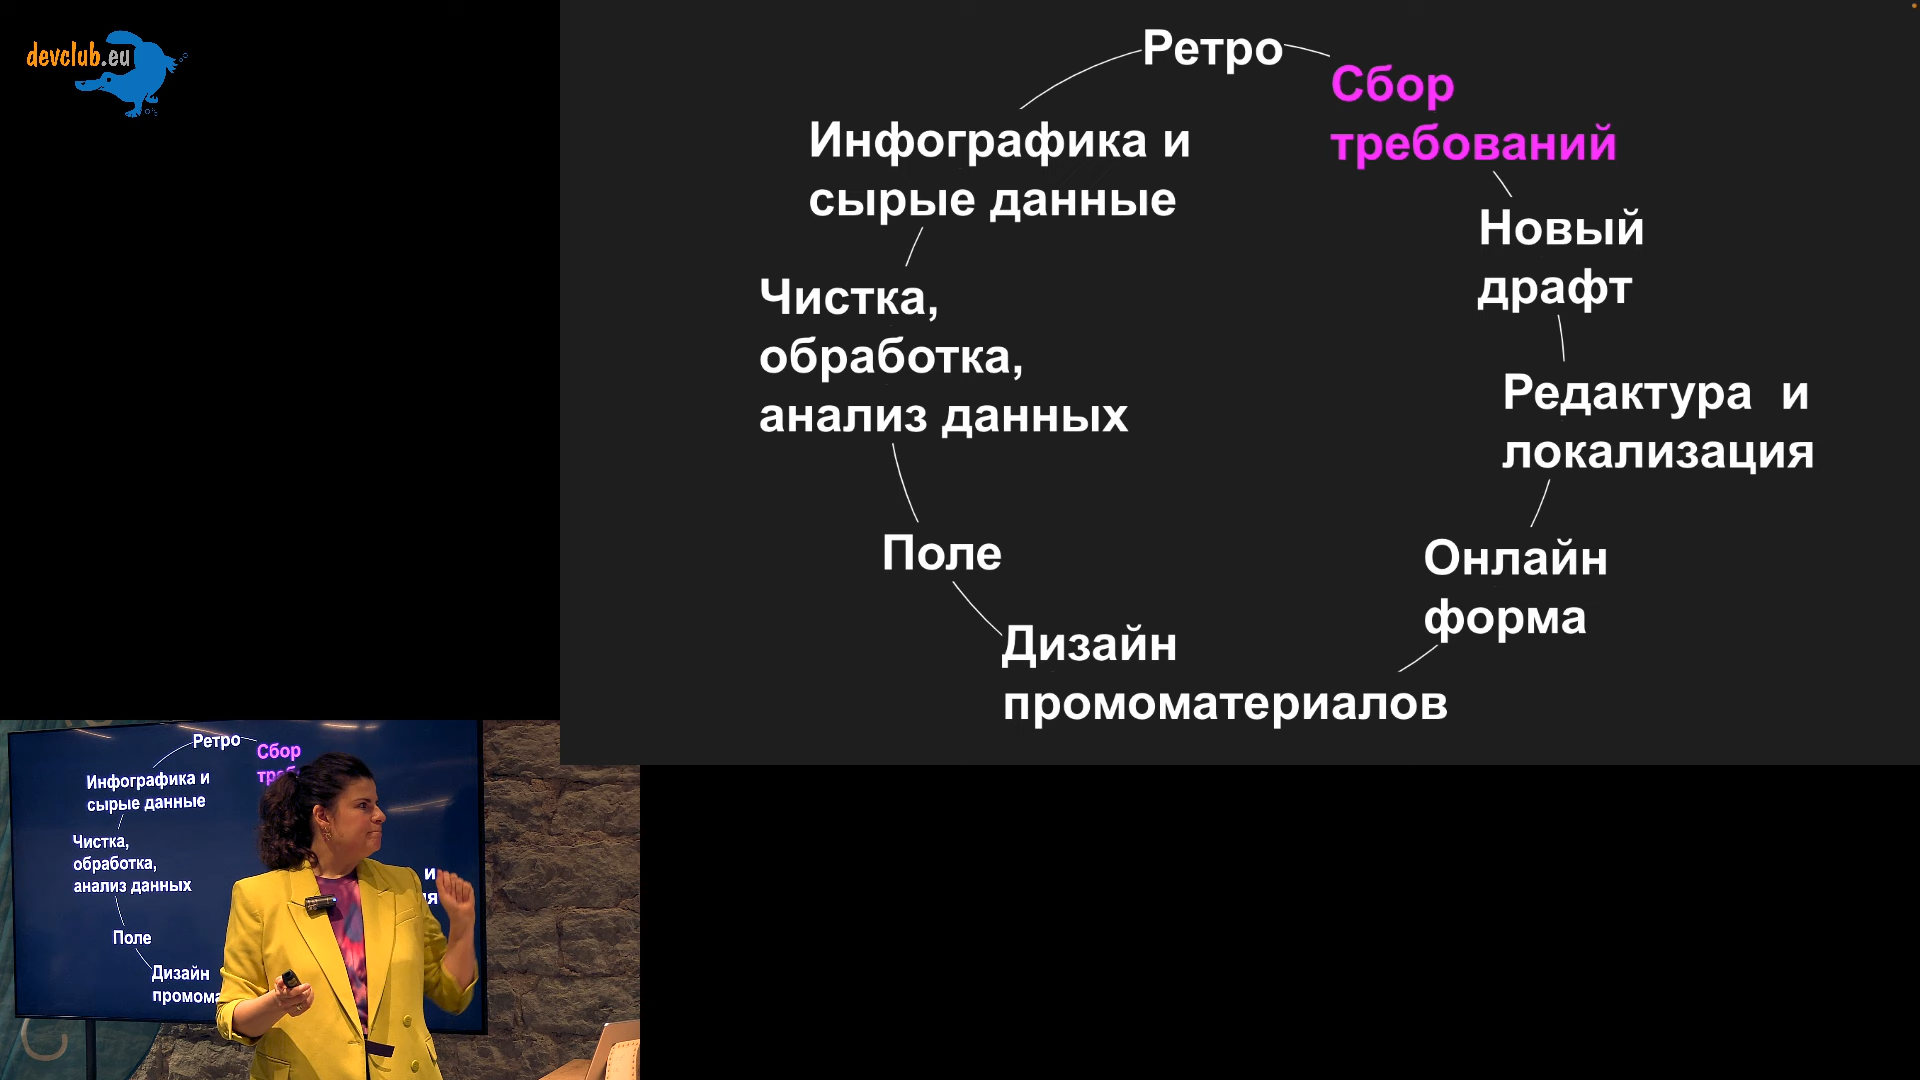 devclub.eu
Ретро
Сбор
требований
Инфографика и
сырые данные
Новый
драфт
Чистка,
обработка,
анализ данных
Редактура и
локализация
Поле
Онлайн
форма
Дизайн
промоматериалов
Ретро
Сбор
Инфографика и
сырые данные
Чистка,
обработка,
анализ данных
и
Поле
Дизайн